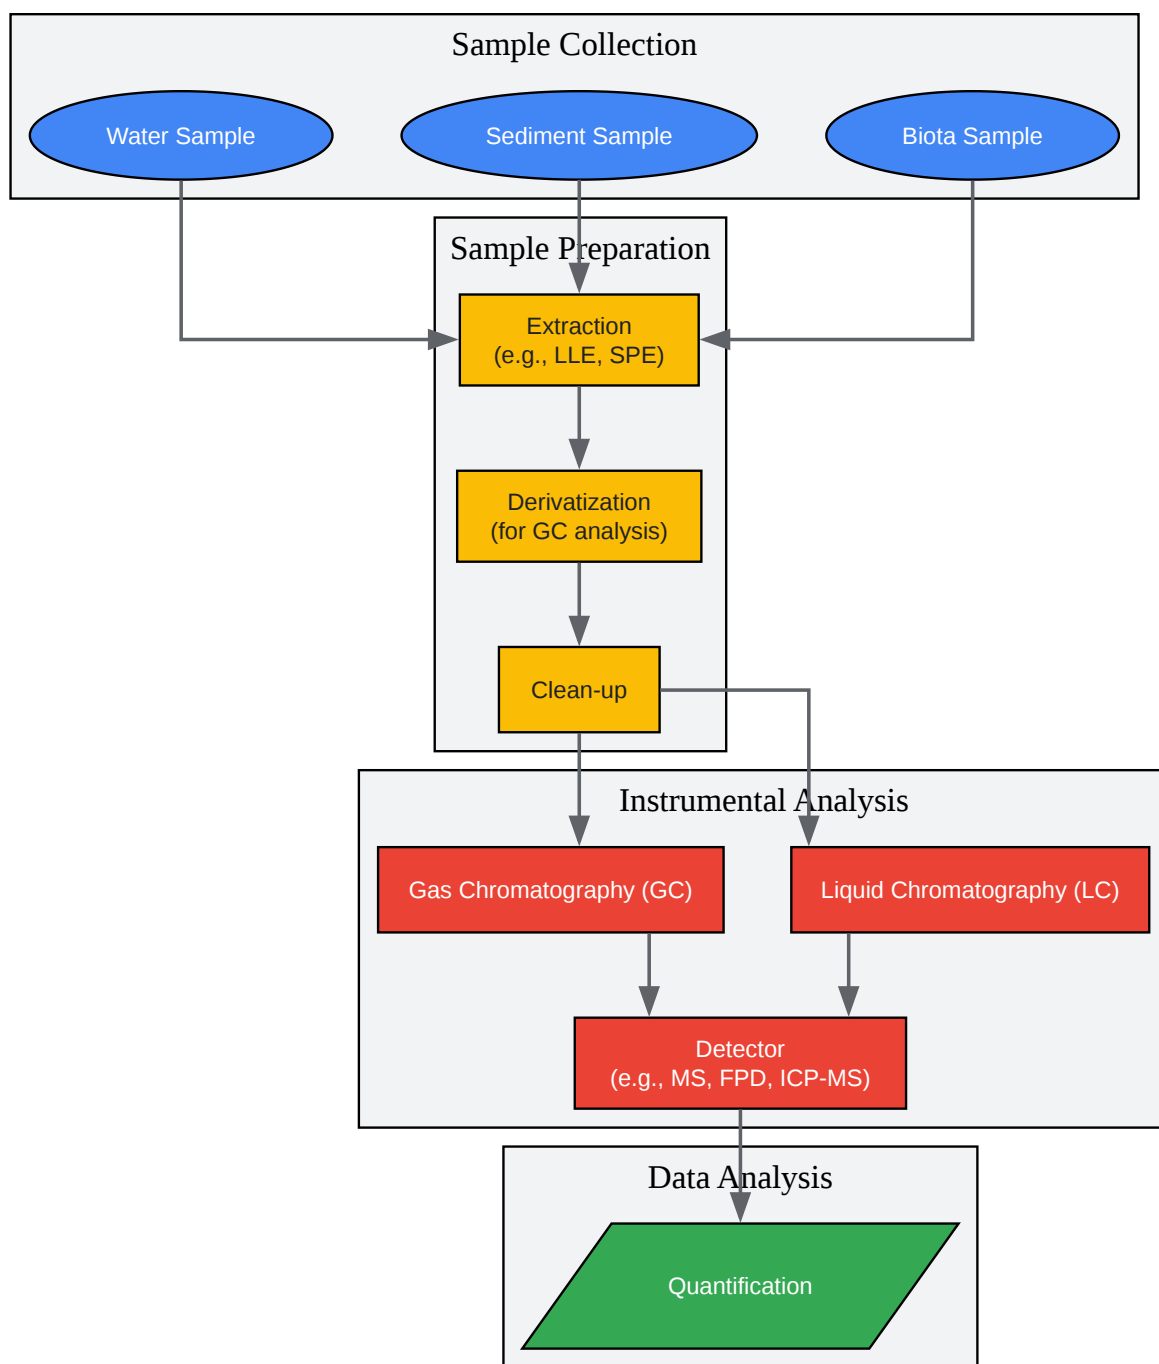 Sample Collection
Water Sample
Sediment Sample
Biota Sample
Sample Preparation
Extraction
(e.g., LLE, SPE)
Derivatization
(for GC analysis)
Clean-up
Instrumental Analysis
Gas Chromatography (GC)
Liquid Chromatography (LC)
Detector
(e.g., MS, FPD, ICP-MS)
Data Analysis
Quantification